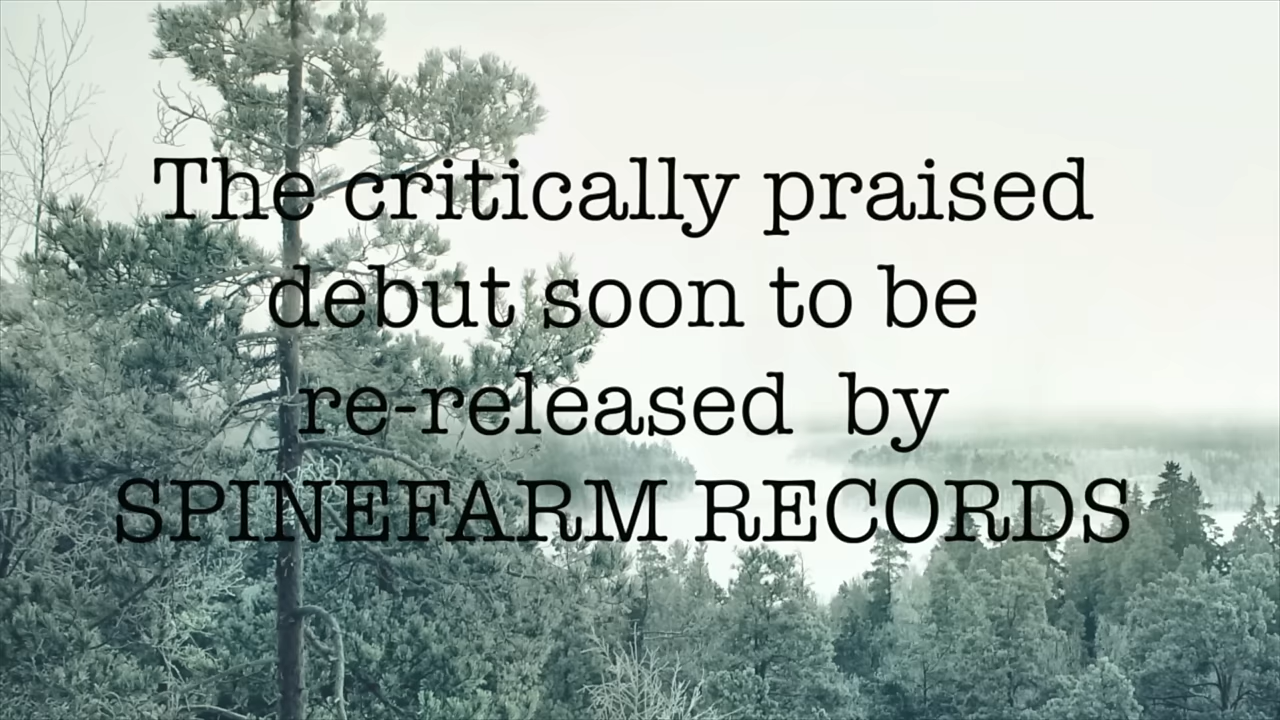 The critically praised
debut soon to be
re-released  by
SPINEFARM RECORDS